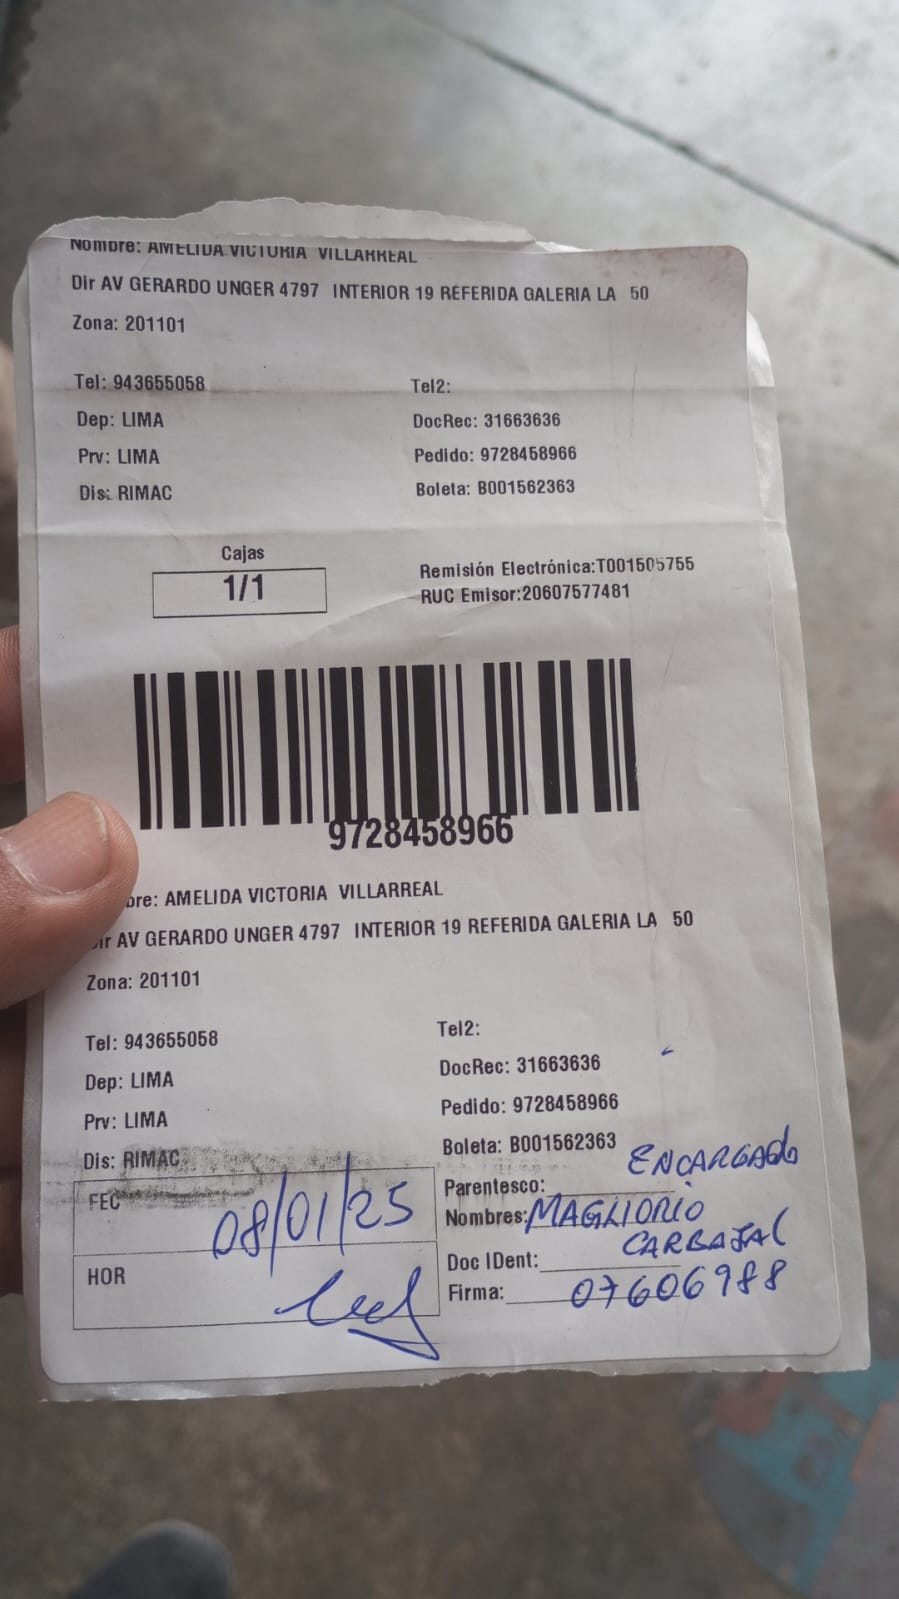 Nombre: AMELIDA VICTORIA VILLARREAL
Dir AV GERARDO UNGER 4797 INTERIOR 19 REFERIDA GALERIA LA 50
Zona: 201101
Tel: 943655058 Tel2:
Dep: LIMA DocRec: 31663636
Prv: LIMA Pedido: 9728458966
Dis: RIMAC Boleta: B001562363
Cajas
1/1
Remisión Electrónica:T001505755
RUC Emisor:20607577481
9728458966
bre: AMELIDA VICTORIA VILLARREAL
Dir AV GERARDO UNGER 4797 INTERIOR 19 REFERIDA GALERIA LA 50
Zona: 201101
Tel: 943655058 Tel2:
Dep: LIMA DocRec: 31663636
Prv: LIMA Pedido: 9728458966
Dis: RIMAC Boleta: B001562363
FEC 08/01/25
Parentesco: ENCARGADO
Nombres: MAGLIORIO
CARBAJAL
HOR
Doc IDent:
Firma: 07606988